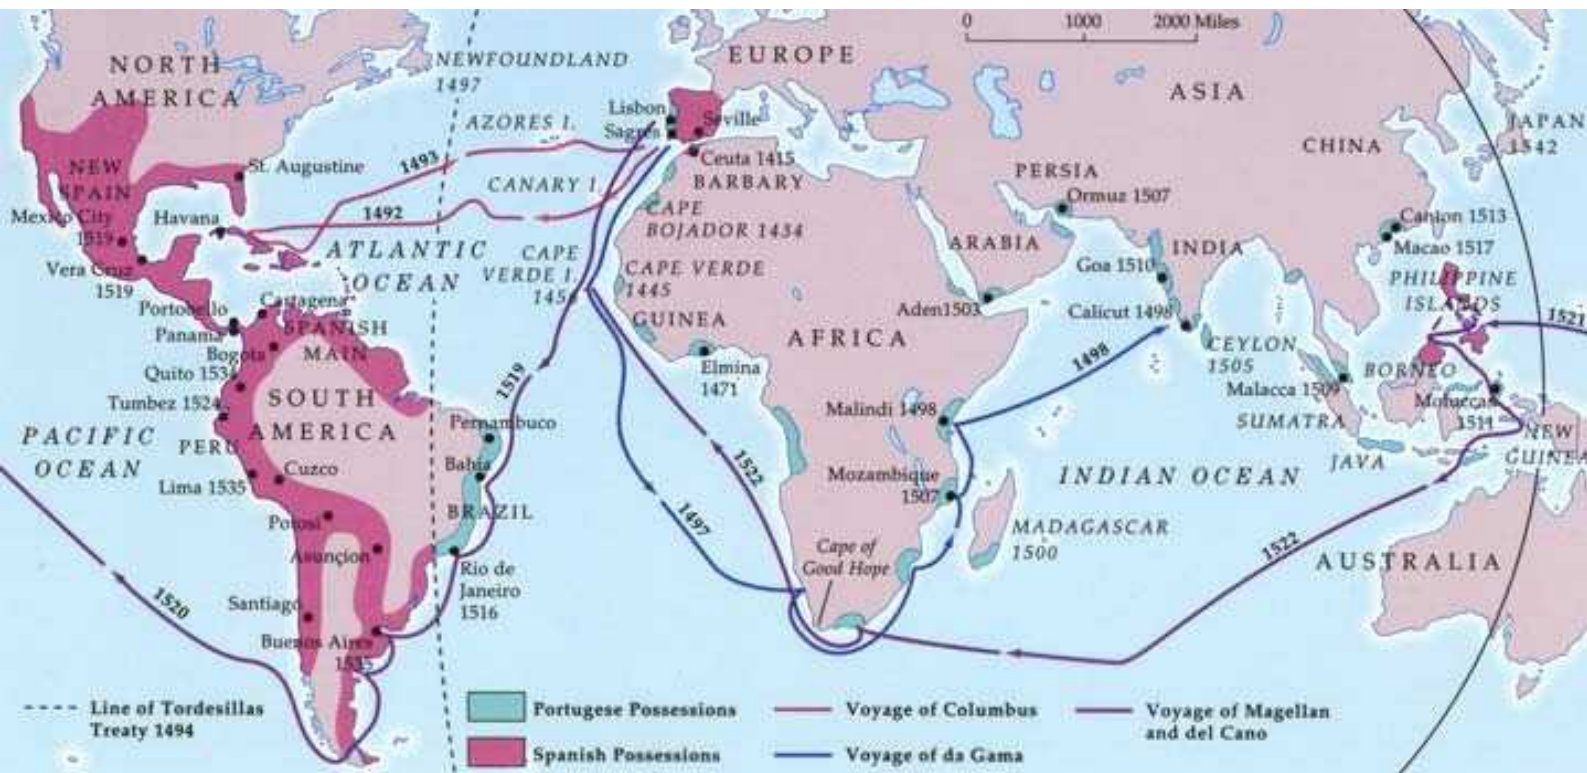 NORTH
AMERICA
NEWFOUNDLAND
1497
EUROPE
0 1000 2000 Miles
ASIA
JAPAN
1542
CHINA
AZORES I.
Lisbon
Sagres
Seville
Ceuta 1415
BARBARY
1493
NEW
SPAIN
St. Augustine
CANARY I.
1492
Mexico City
1519
Havana
Vera Cruz
1519
ATLANTIC
OCEAN
CAPE
VERDE I.
1456
CAPE
BOJADOR 1434
CAPE VERDE
1445
GUINEA
Elmina
1471
AFRICA
PERSIA
Ormuz 1507
ARABIA
Aden1503
INDIA
Goa 1510
Calicut 1498
CEYLON
1505
Canton 1513
Macao 1517
PHILIPPINE
ISLANDS
1521
BORNEO
Malacca 1509
Moluccas
1511
SUMATRA
JAVA
NEW
GUINEA
Portobello
Panama
Cartagena
SPANISH
MAIN
Bogota
Quito 1534
Tumbez 1524
SOUTH
AMERICA
PERU
PACIFIC
OCEAN
Lima 1535
Cuzco
Potosi
Asunçion
Santiago
Buenos Aires
1535
Pernambuco
Bahia
BRAZIL
Rio de
Janeiro
1516
1519
1520
1522
1497
1498
Malindi 1498
Mozambique
1507
INDIAN OCEAN
MADAGASCAR
1500
Cape of
Good Hope
1522
AUSTRALIA
Line of Tordesillas
Treaty 1494
Portugese Possessions
Spanish Possessions
Voyage of Columbus
Voyage of da Gama
Voyage of Magellan
and del Cano